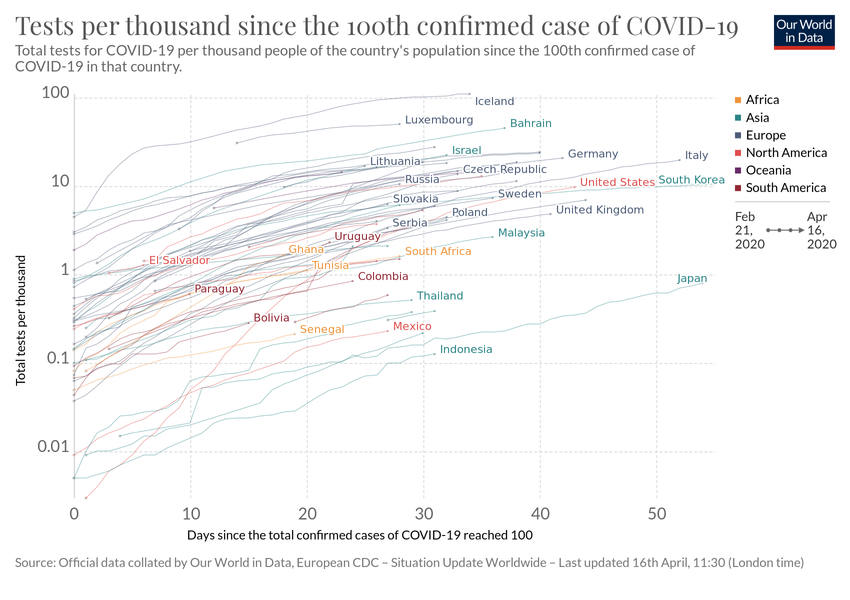 Tests per thousand since the 100th confirmed case of COVID-19
Our World
in Data
Total tests for COVID-19 per thousand people of the country's population since the 100th confirmed case of
COVID-19 in that country.
100
Iceland
Luxembourg
Bahrain
Israel
Germany
Italy
Lithuania
Czech Republic
10
Russia
United States
South Korea
Slovakia
Sweden
Poland
United Kingdom
Serbia
Malaysia
Uruguay
Ghana
South Africa
El Salvador
Tunisia
1
Colombia
Japan
Paraguay
Thailand
Bolivia
Senegal
Mexico
Indonesia
0.1
0.01
Total tests per thousand
0
10
20
30
40
50
Days since the total confirmed cases of COVID-19 reached 100
Africa
Asia
Europe
North America
Oceania
South America
Feb
21,
2020
Apr
16,
2020
Source: Official data collated by Our World in Data, European CDC – Situation Update Worldwide – Last updated 16th April, 11:30 (London time)